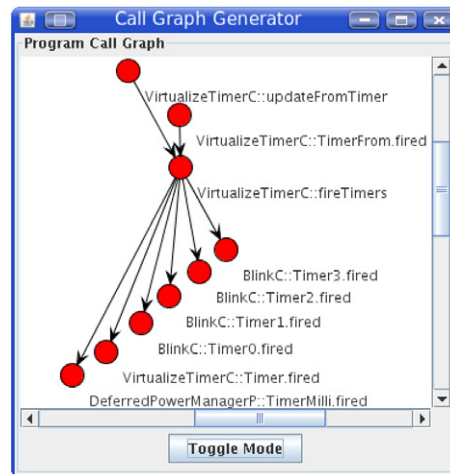 Call Graph Generator
Program Call Graph
VirtualizeTimerC::updateFromTimer
VirtualizeTimerC::TimerFrom.fired
VirtualizeTimerC::fireTimers
BlinkC::Timer3.fired
BlinkC::Timer2.fired
BlinkC::Timer1.fired
BlinkC::Timer0.fired
VirtualizeTimerC::Timer.fired
DeferredPowerManagerP::TimerMilli.fired
Toggle Mode